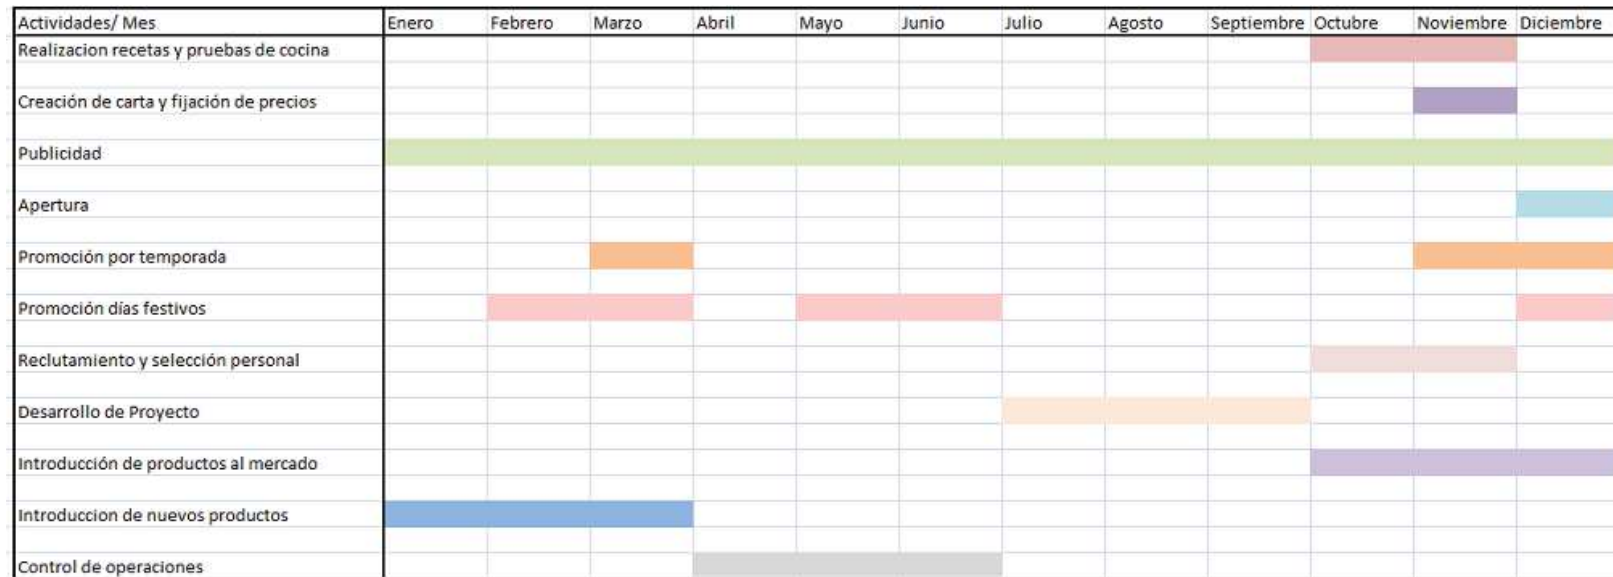 Actividades/ Mes Enero Febrero Marzo Abril Mayo Junio Julio Agosto Septiembre Octubre Noviembre Diciembre
Realizacion recetas y pruebas de cocina
Creación de carta y fijación de precios
Publicidad
Apertura
Promoción por temporada
Promoción días festivos
Reclutamiento y selección personal
Desarrollo de Proyecto
Introducción de productos al mercado
Introduccion de nuevos productos
Control de operaciones